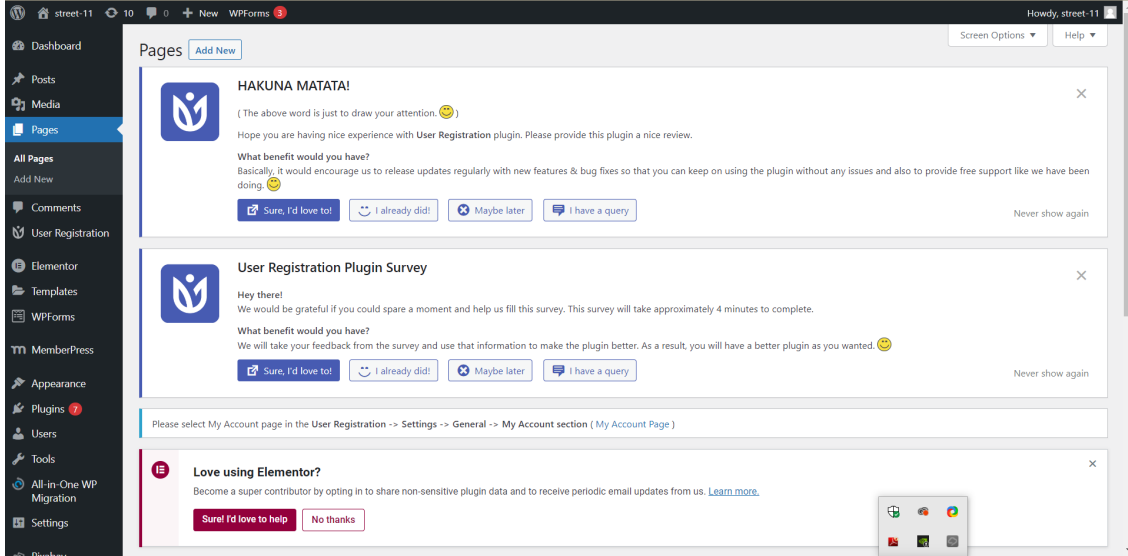 street-11 10 0 New WPForms 3 Howdy, street-11
Screen Options ▼ Help ▼
Dashboard
Posts
Media
Pages
All Pages
Add New
Comments
User Registration
Elementor
Templates
WPForms
MemberPress
Appearance
Plugins 7
Users
Tools
All-in-One WP
Migration
Settings
Pages Add New
HAKUNA MATATA!
( The above word is just to draw your attention. )
Hope you are having nice experience with User Registration plugin. Please provide this plugin a nice review.
What benefit would you have?
Basically, it would encourage us to release updates regularly with new features & bug fixes so that you can keep on using the plugin without any issues and also to provide free support like we have been
doing.
Sure, I'd love to! I already did! Maybe later I have a query
Never show again
User Registration Plugin Survey
Hey there!
We would be grateful if you could spare a moment and help us fill this survey. This survey will take approximately 4 minutes to complete.
What benefit would you have?
We will take your feedback from the survey and use that information to make the plugin better. As a result, you will have a better plugin as you wanted.
Sure, I'd love to! I already did! Maybe later I have a query
Never show again
Please select My Account page in the User Registration -> Settings -> General -> My Account section ( My Account Page )
Love using Elementor?
Become a super contributor by opting in to share non-sensitive plugin data and to receive periodic email updates from us. Learn more.
Sure! I'd love to help No thanks